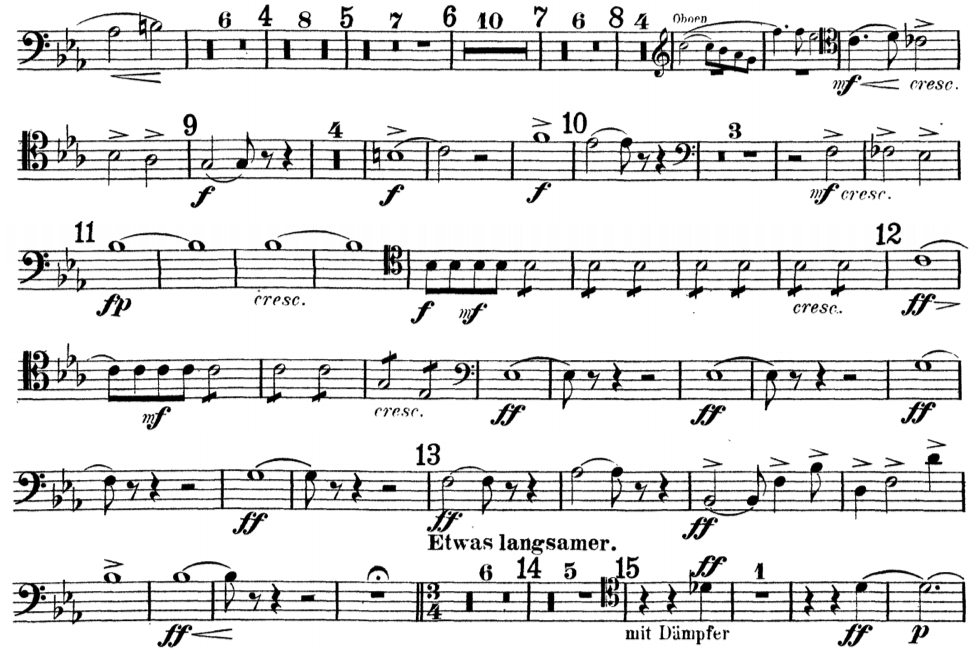 6 4 8 5 7 6 10 7 6 8 4 Oboen
mf cresc.
9 4 10 3
f f f mf cresc.
11 12
fp cresc. f mf cresc. ff
mf cresc. ff ff ff
13
ff ff ff
Etwas langsamer.
6 14 5 15 ff 1
ff 3 4 mit Dämpfer ff p